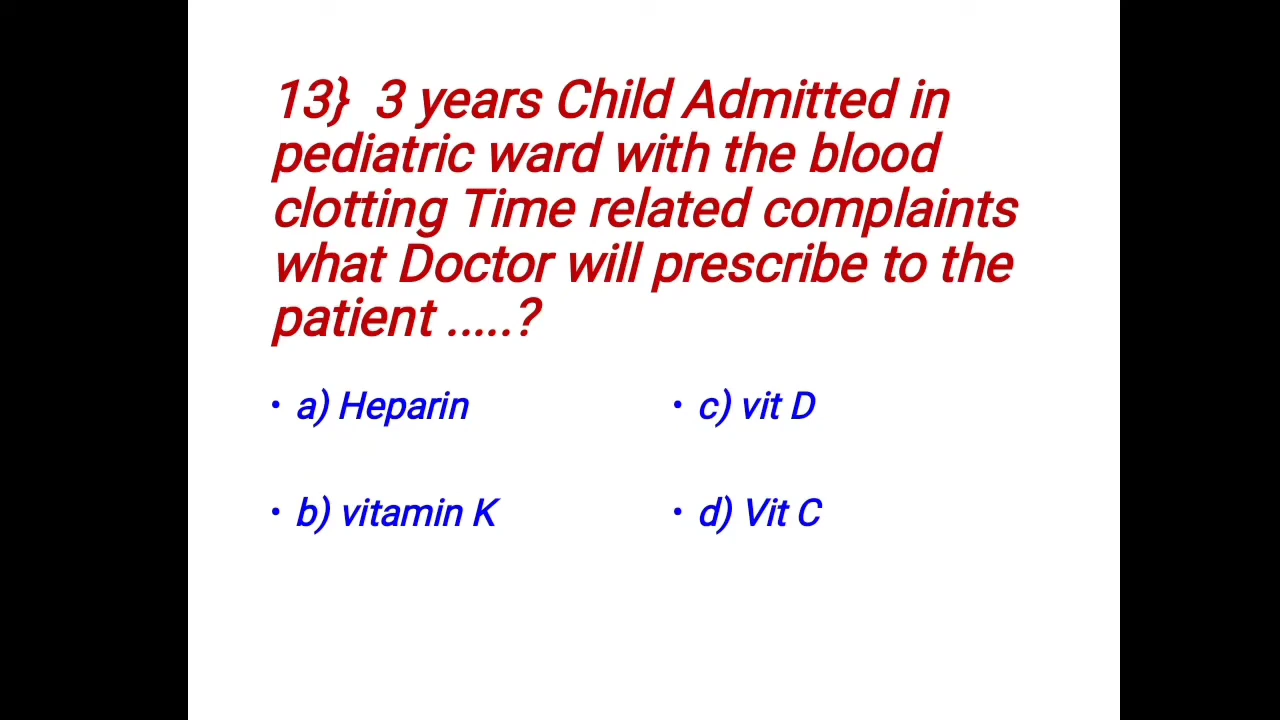 13}  3 years Child Admitted in
pediatric ward with the blood
clotting Time related complaints
what Doctor will prescribe to the
patient .....?
• a) Heparin
• b) vitamin K
• c) vit D
• d) Vit C